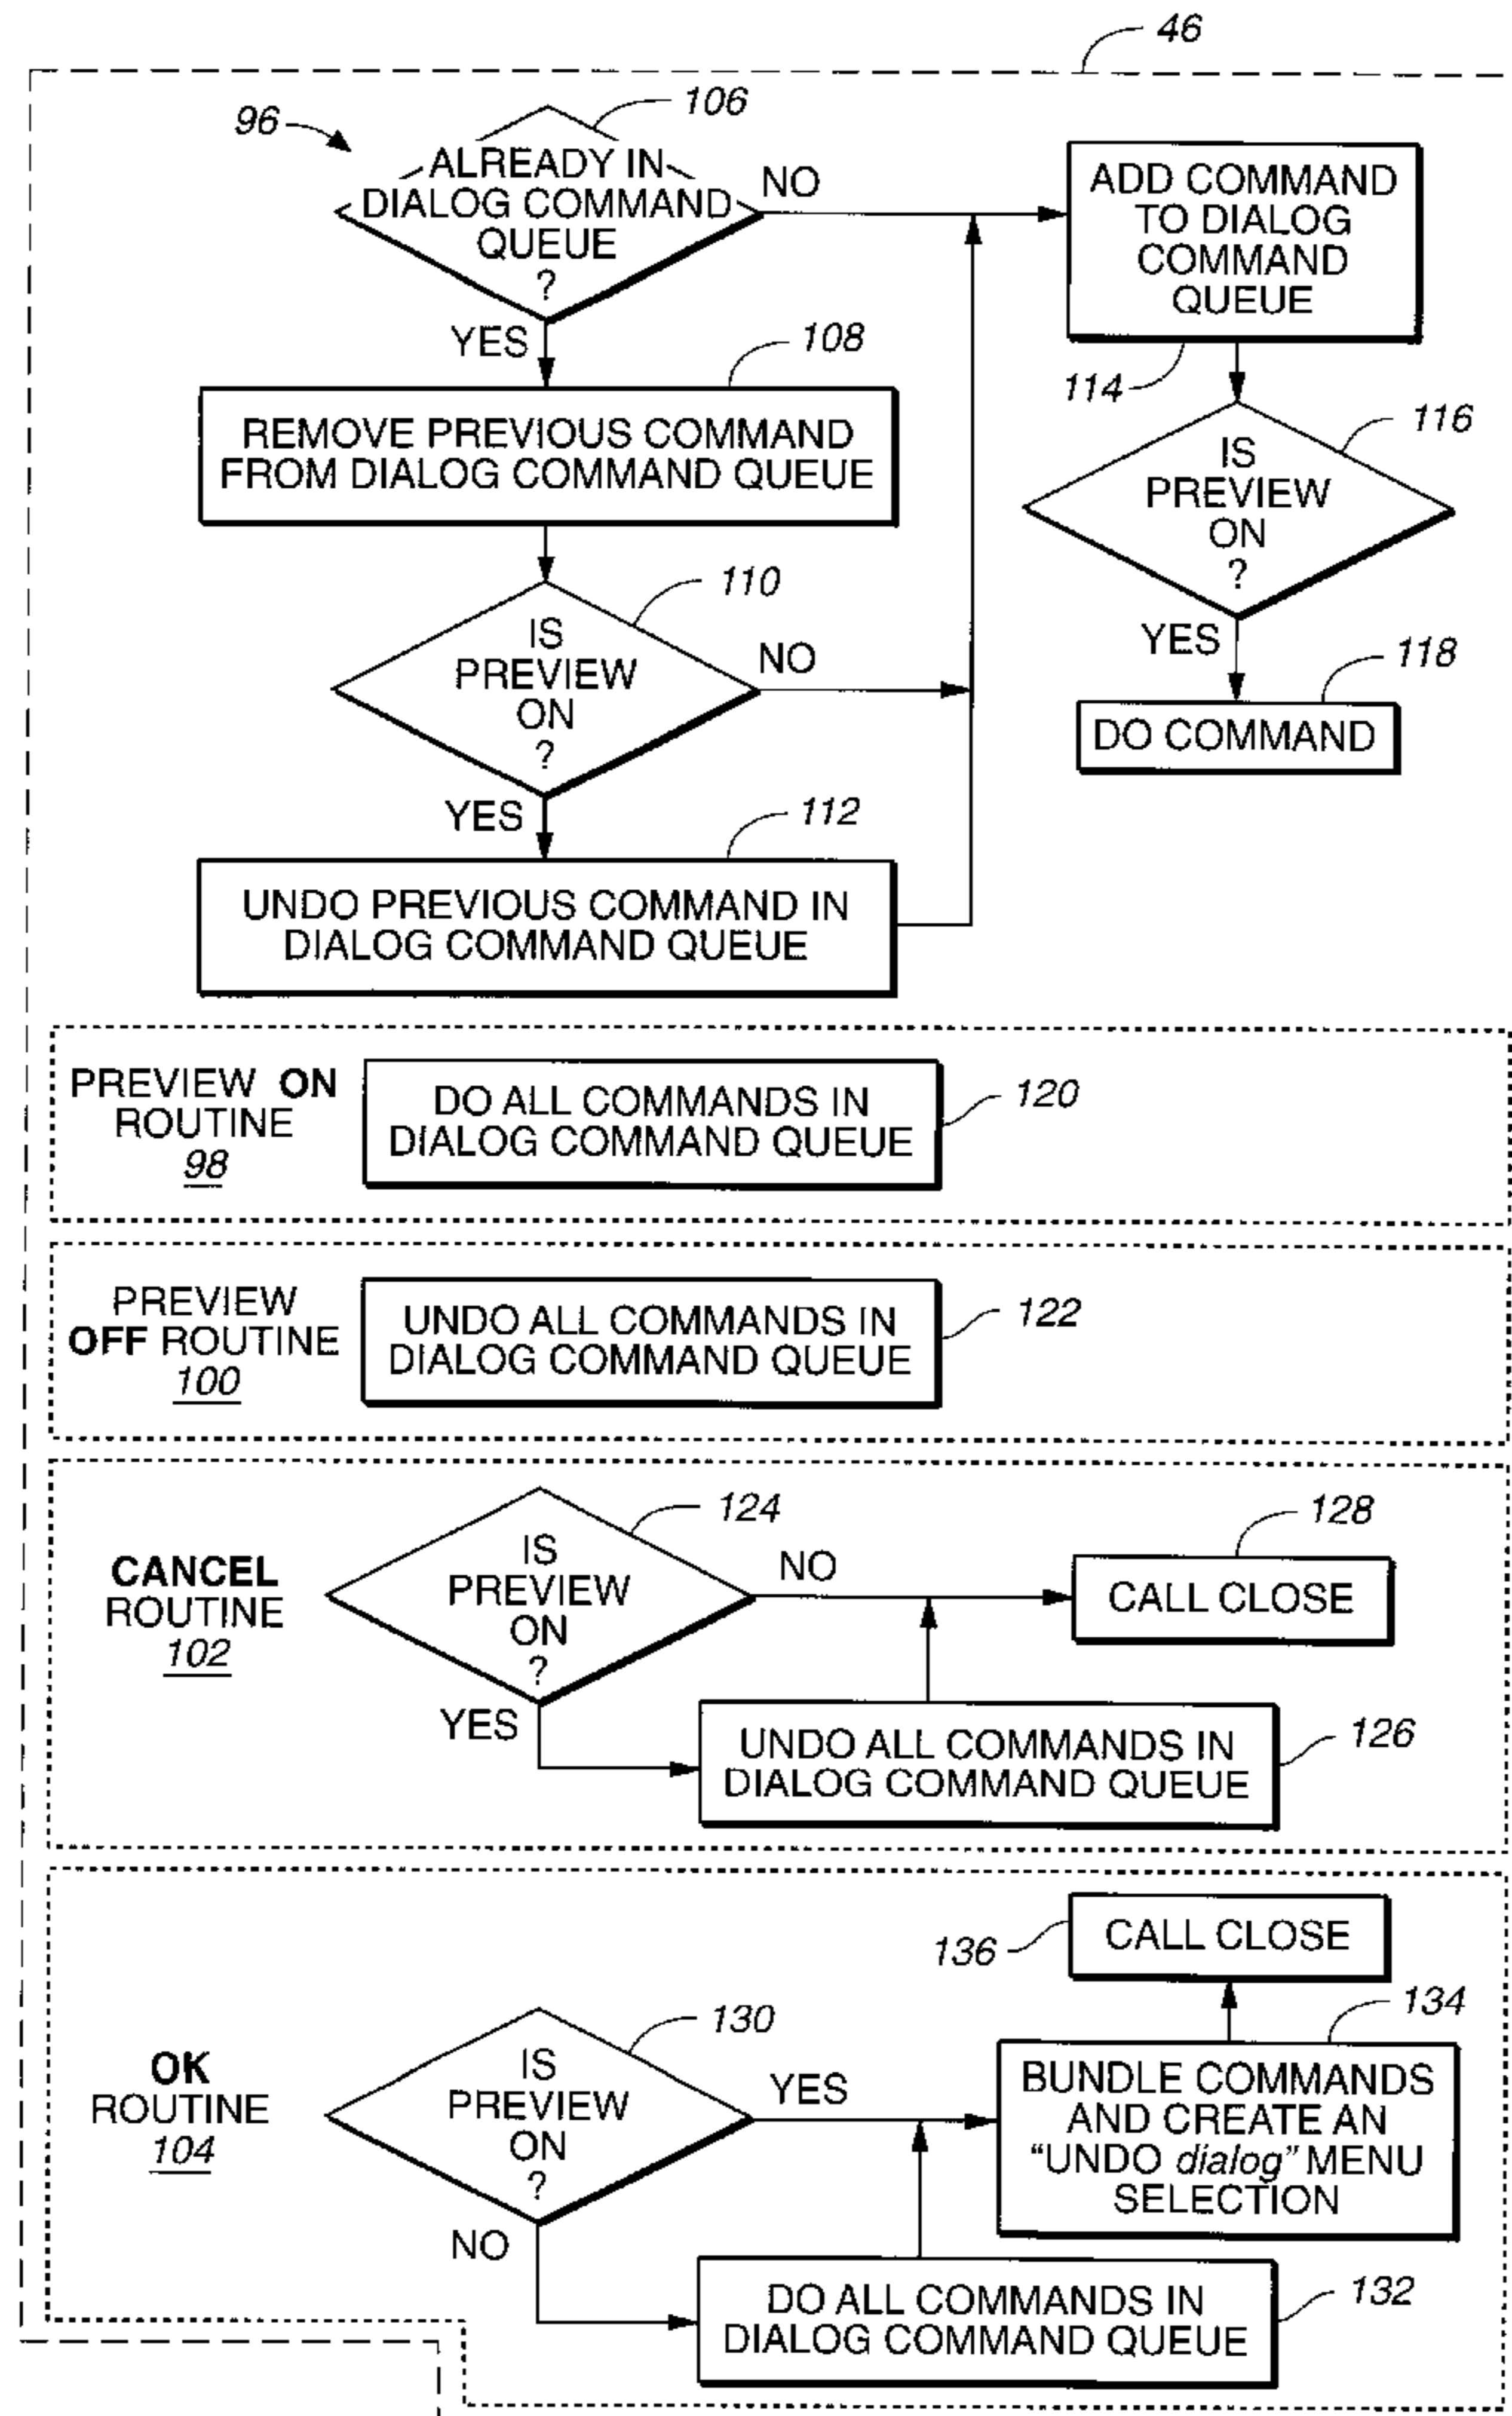 46
96
106
ALREADY IN
DIALOG COMMAND
QUEUE
?
NO
YES
108
REMOVE PREVIOUS COMMAND
FROM DIALOG COMMAND QUEUE
110
IS
PREVIEW
ON
?
NO
YES
112
UNDO PREVIOUS COMMAND IN
DIALOG COMMAND QUEUE
ADD COMMAND
TO DIALOG
COMMAND
QUEUE
114
116
IS
PREVIEW
ON
?
YES
118
DO COMMAND
PREVIEW ON
ROUTINE
98
DO ALL COMMANDS IN
DIALOG COMMAND QUEUE
120
PREVIEW
OFF ROUTINE
100
UNDO ALL COMMANDS IN
DIALOG COMMAND QUEUE
122
CANCEL
ROUTINE
102
124
IS
PREVIEW
ON
?
NO
YES
128
CALL CLOSE
UNDO ALL COMMANDS IN
DIALOG COMMAND QUEUE
126
OK
ROUTINE
104
130
IS
PREVIEW
ON
?
YES
NO
136
CALL CLOSE
134
BUNDLE COMMANDS
AND CREATE AN
“UNDO dialog” MENU
SELECTION
DO ALL COMMANDS IN
DIALOG COMMAND QUEUE
132